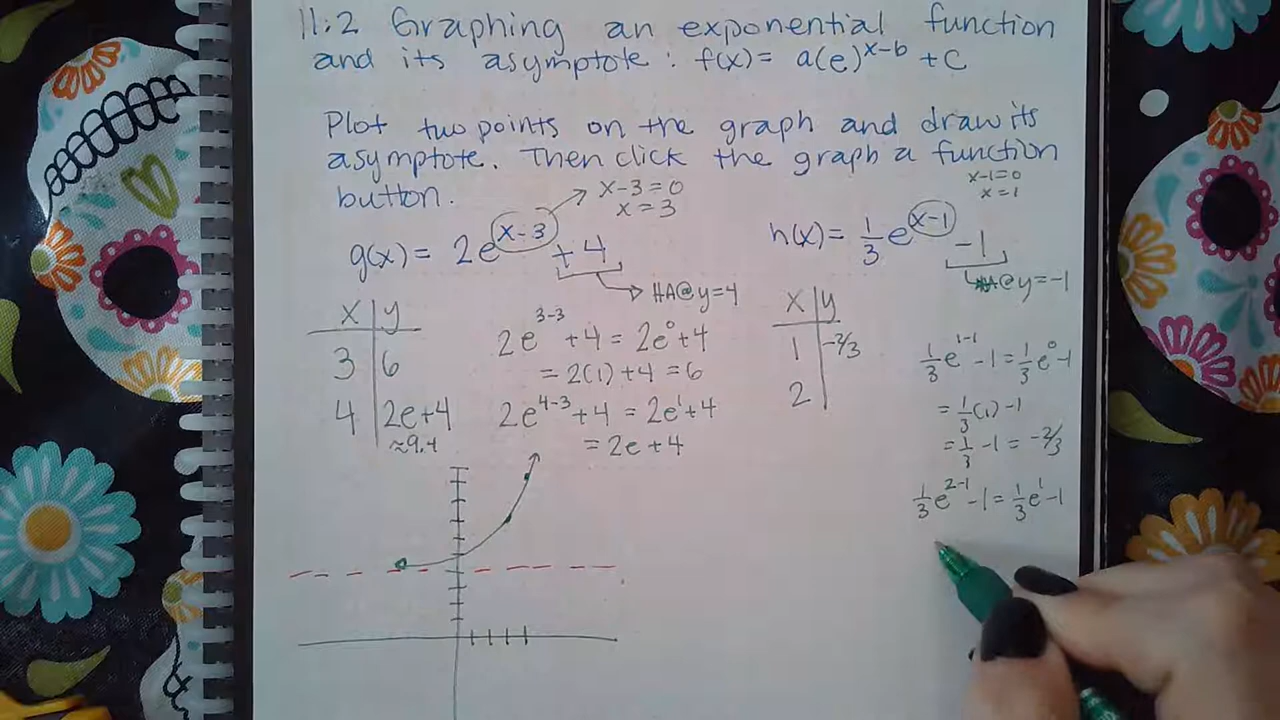 11.2 Graphing an exponential function
and its asymptote : f(x) = a(e)^{x-b} + c
Plot two points on the graph and draw its
asymptote. Then click the graph a function
button.
x-3=0
x=3
g(x) = 2e^{x-3} + 4
HA@y=4
x | y
3 | 6
4 | 2e+4
≈9.4
2e^{3-3} + 4 = 2e^0 + 4
= 2(1) + 4 = 6
2e^{4-3} + 4 = 2e^1 + 4
= 2e + 4
x-1=0
x=1
h(x) = 1/3 e^{x-1} - 1
HA@y=-1
x | y
1 | -2/3
2 |
1/3 e^{1-1} - 1 = 1/3 e^0 - 1
= 1/3 (1) - 1
= 1/3 - 1 = -2/3
1/3 e^{2-1} - 1 = 1/3 e^1 - 1